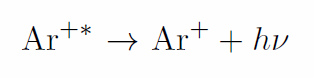 Ar⁺* → Ar⁺ + hν